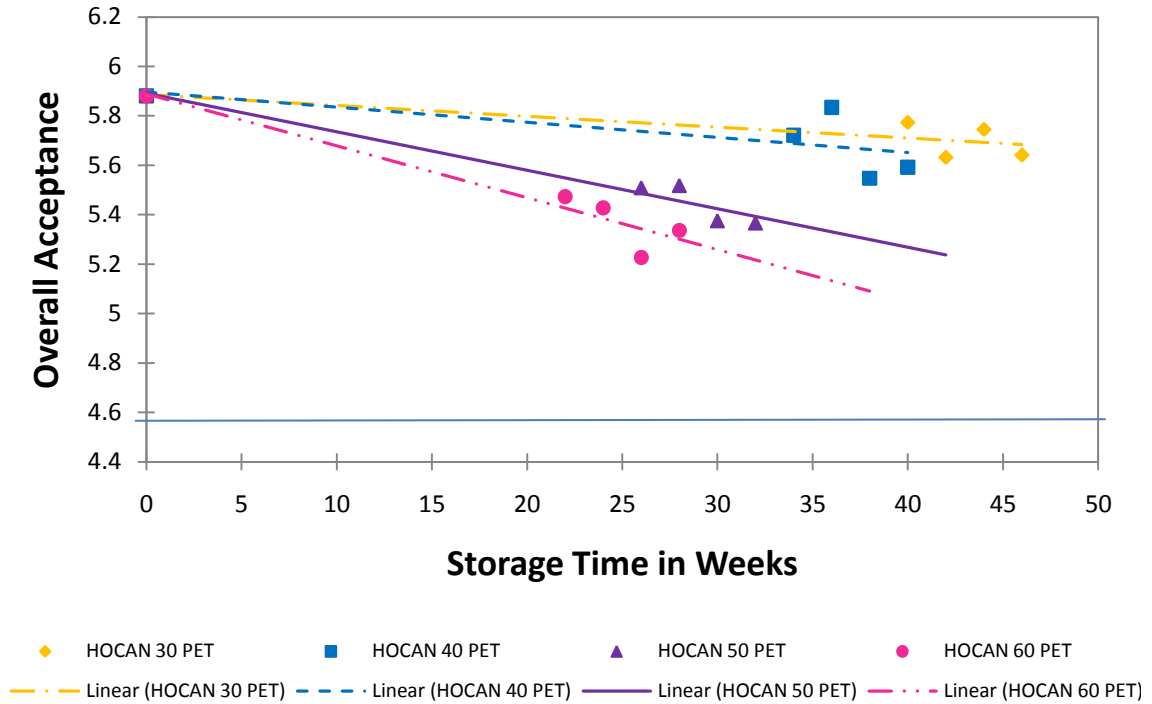 6.2
6
5.8
5.6
5.4
5.2
5
4.8
4.6
4.4
Overall Acceptance
0 5 10 15 20 25 30 35 40 45 50
Storage Time in Weeks
HOCAN 30 PET HOCAN 40 PET HOCAN 50 PET HOCAN 60 PET
Linear (HOCAN 30 PET) Linear (HOCAN 40 PET) Linear (HOCAN 50 PET) Linear (HOCAN 60 PET)